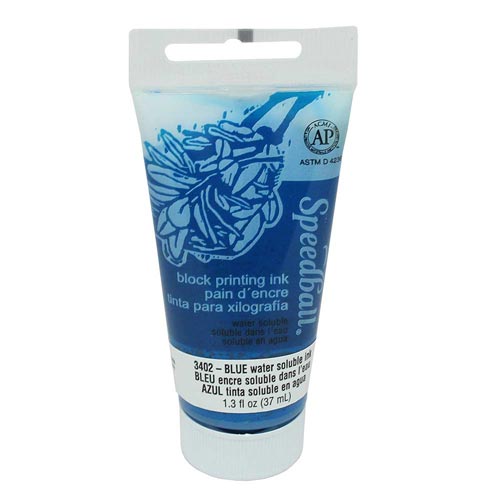 ACMI
AP
ASTM D 4236
Speedball®
block printing ink
pain d´encre
tinta para xilografía
water soluble
soluble dans l'eau
soluble en agua
3402 – BLUE water soluble ink
BLEU encre soluble dans l'eau
AZUL tinta soluble en agua
1.3 fl oz (37 mL)